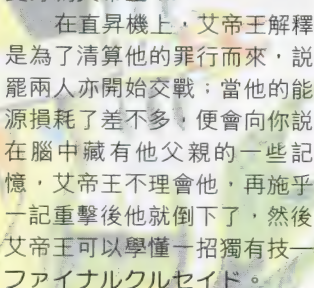 在直昇機上，艾帝王解釋
是為了清算他的罪行而來，説
罷兩人亦開始交戰；當他的能
源損耗了差不多，便會向你説
在腦中藏有他父親的一些記
憶，艾帝王不理會他，再施乎
一記重擊後他就倒下了，然後
艾帝王可以學懂一招獨有技—
ファイナルクルセイド。